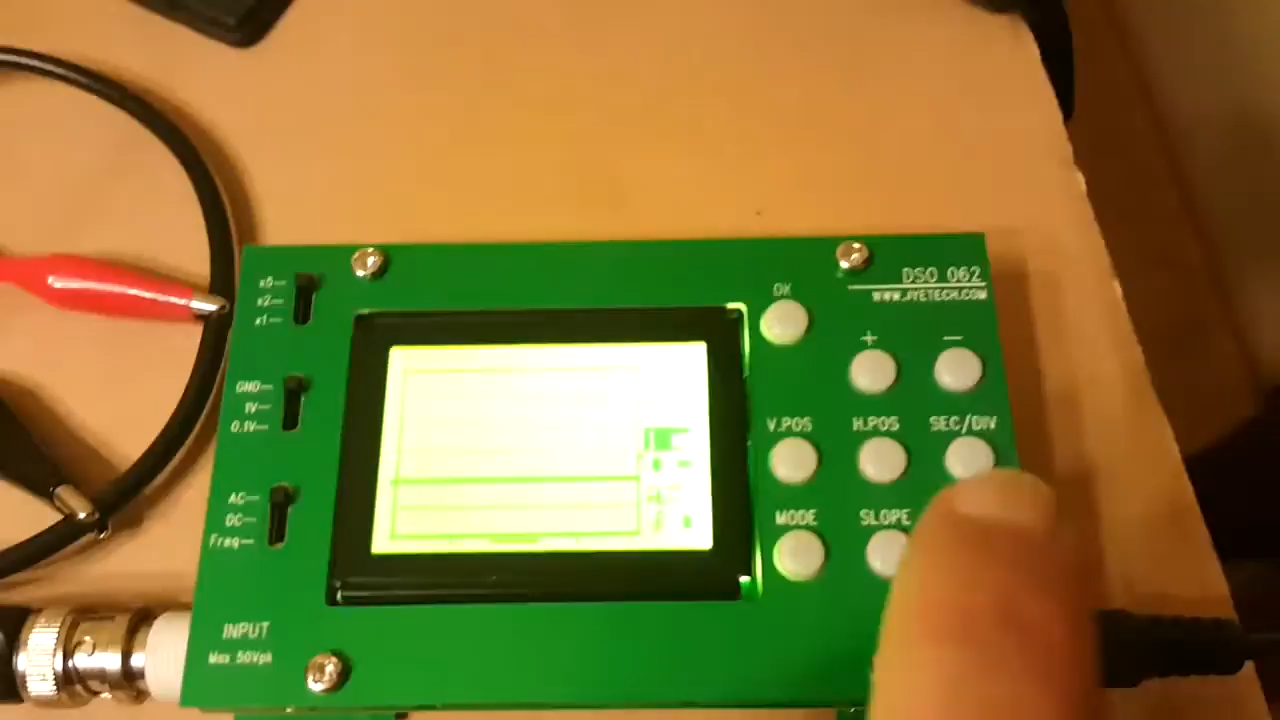 x5
x2
x1
GND
1V
0.1V
AC
DC
Freq
INPUT
Max 50Vpk
OK
DSO 062
WWW.JYETECH.COM
+ -
V.POS H.POS SEC/DIV
MODE SLOPE